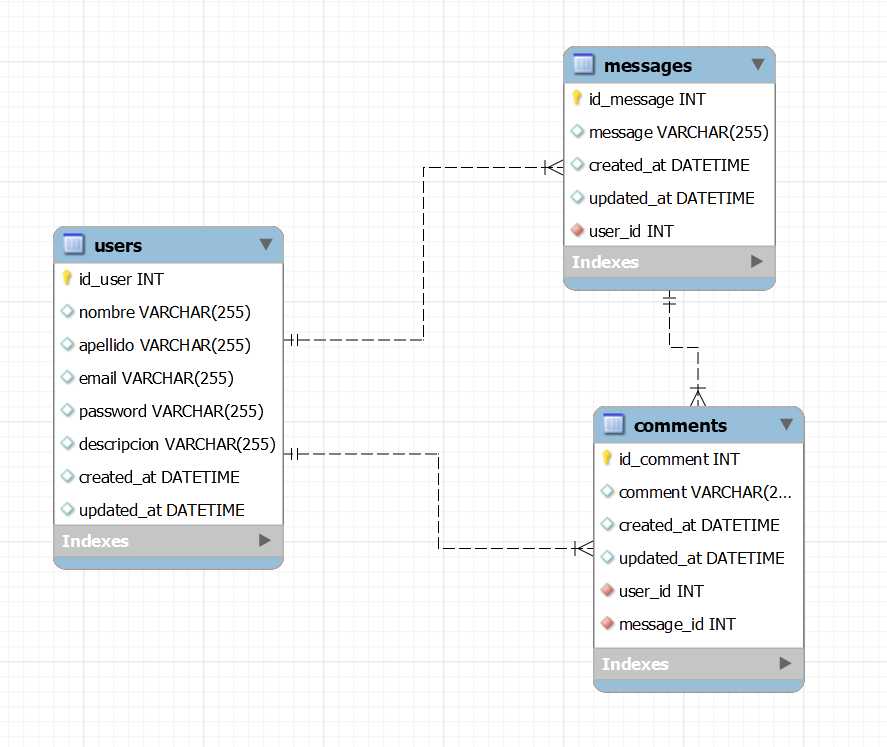 messages
id_message INT
message VARCHAR(255)
created_at DATETIME
updated_at DATETIME
user_id INT
Indexes
users
id_user INT
nombre VARCHAR(255)
apellido VARCHAR(255)
email VARCHAR(255)
password VARCHAR(255)
descripcion VARCHAR(255)
created_at DATETIME
updated_at DATETIME
Indexes
comments
id_comment INT
comment VARCHAR(2...
created_at DATETIME
updated_at DATETIME
user_id INT
message_id INT
Indexes